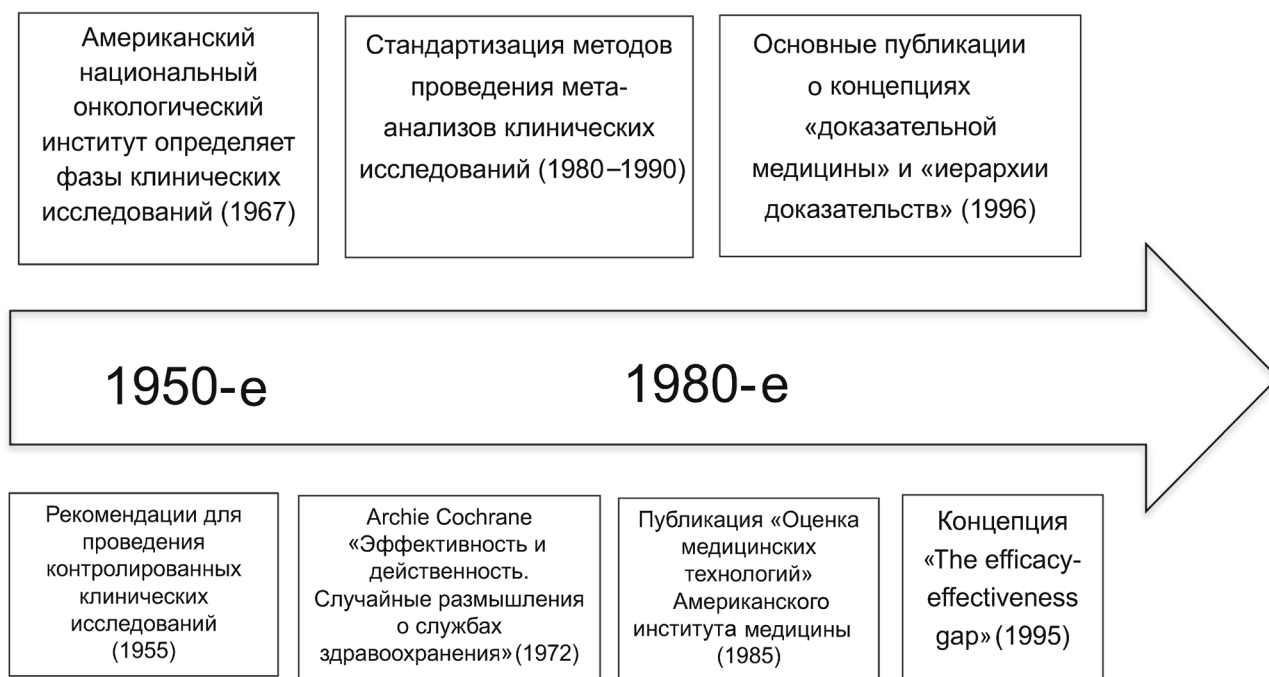 Американский
национальный
онкологический
институт определяет
фазы клинических
исследований (1967)
Стандартизация методов
проведения мета-
анализов клинических
исследований (1980–1990)
Основные публикации
о концепциях
«доказательной
медицины» и «иерархии
доказательств» (1996)
1950-е
1980-е
Рекомендации для
проведения
контролированных
клинических
исследований
(1955)
Archie Cochrane
«Эффективность и
действенность.
Случайные размышления
о службах
здравоохранения» (1972)
Публикация «Оценка
медицинских
технологий»
Американского
института медицины
(1985)
Концепция
«The efficacy-
effectiveness
gap» (1995)